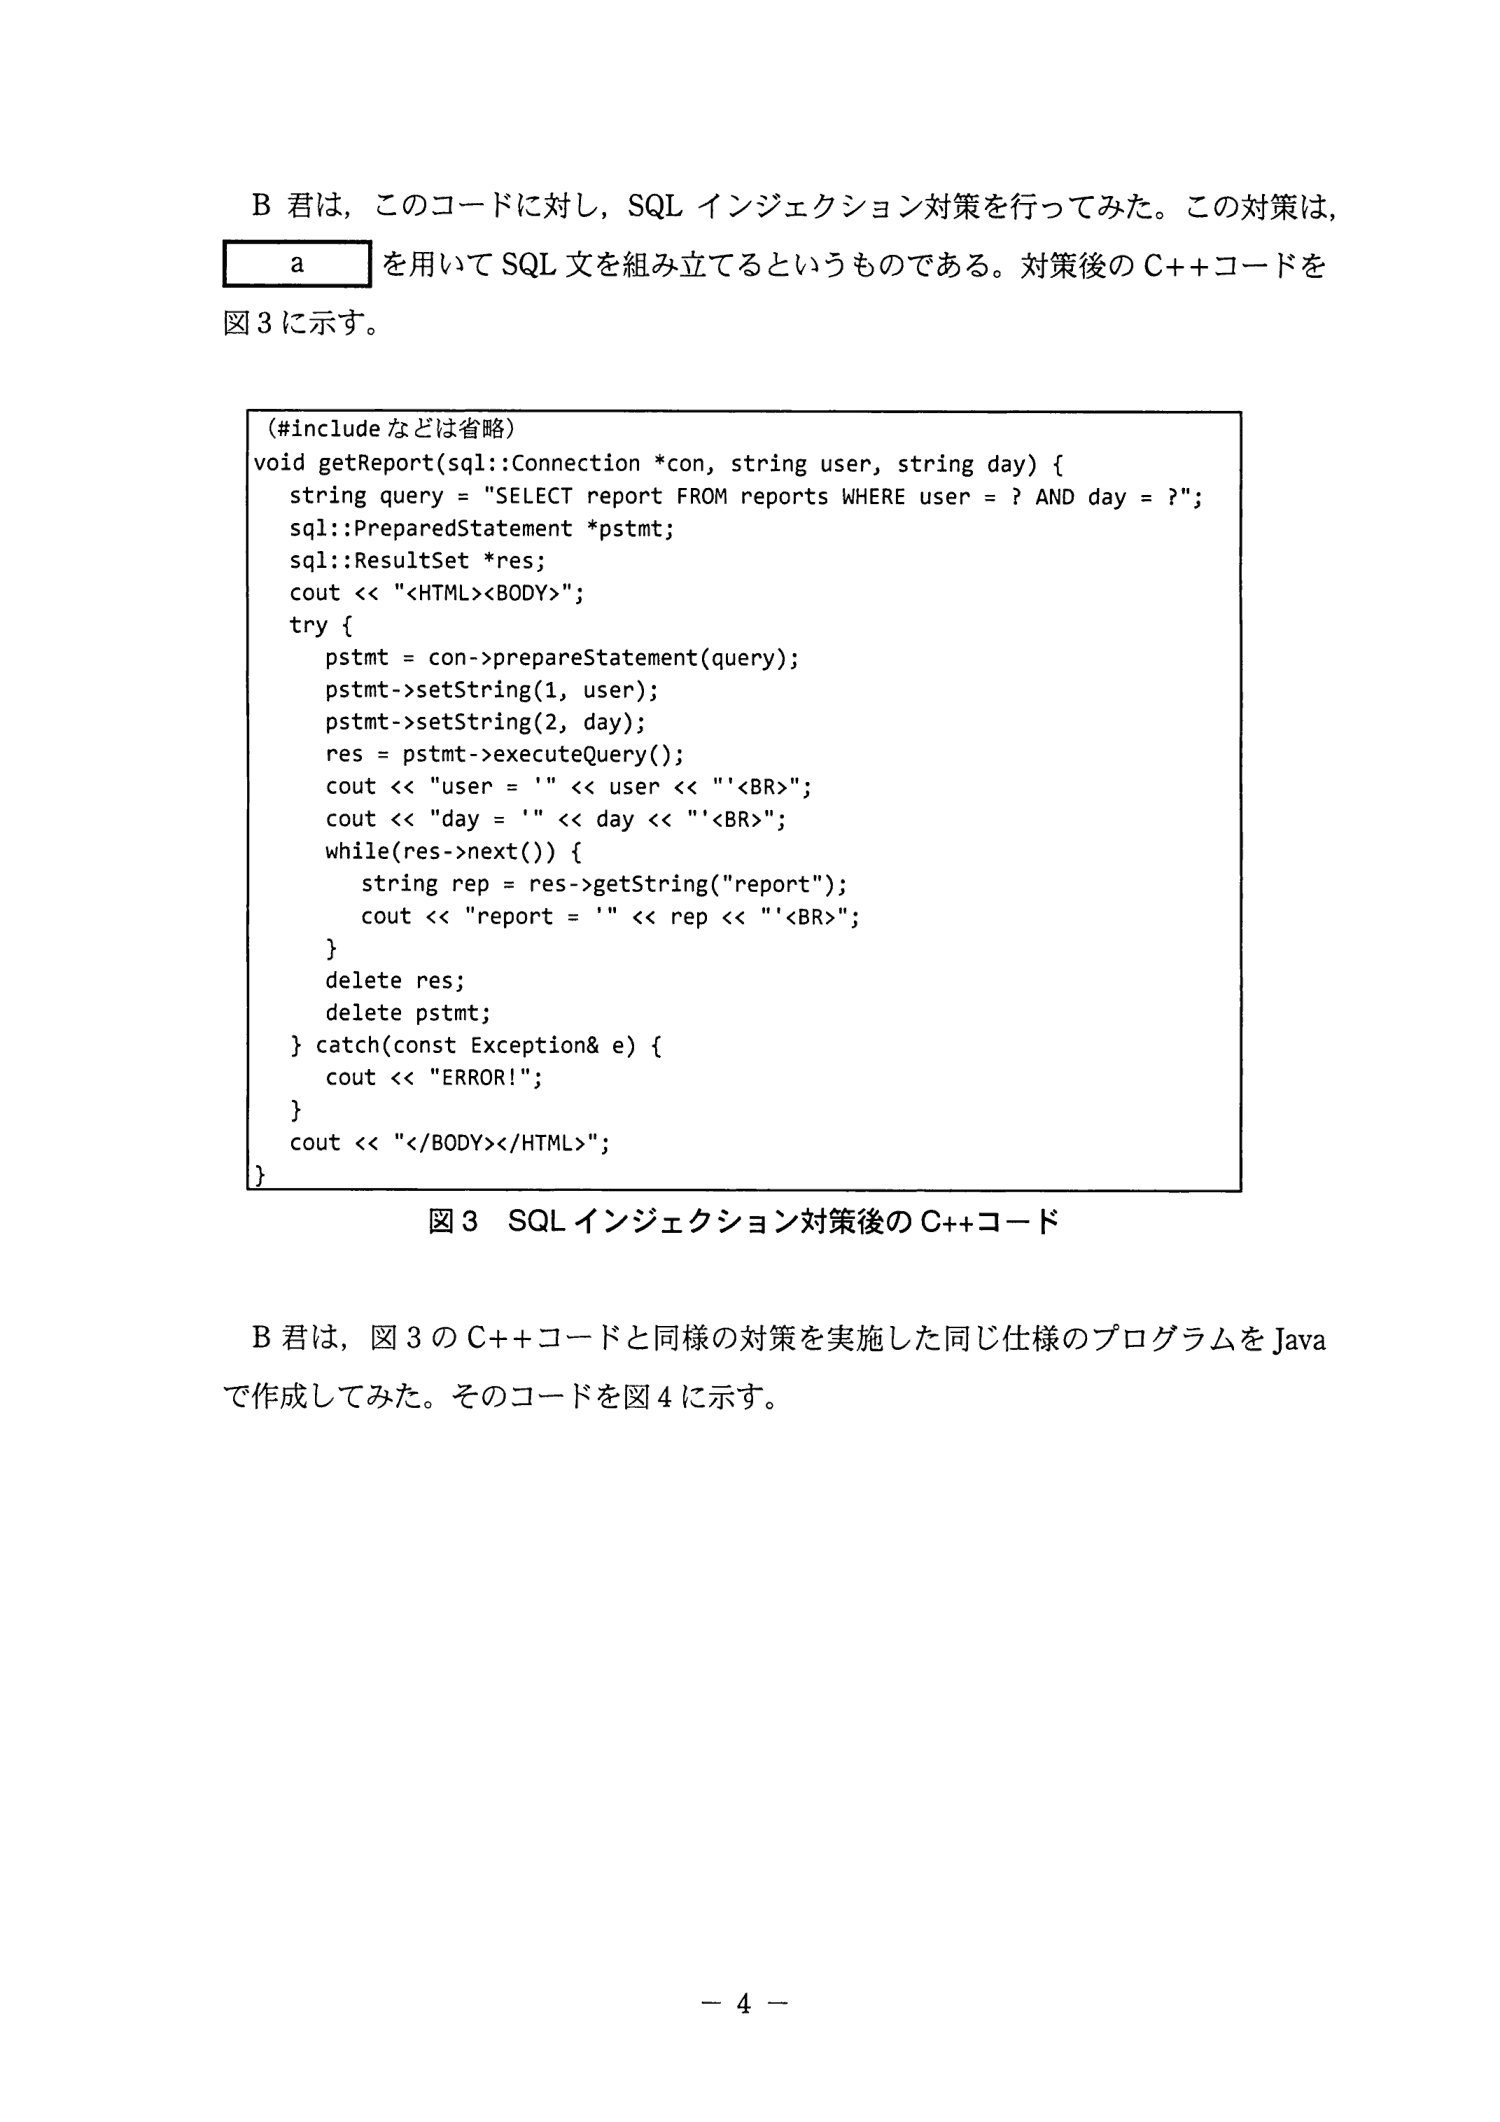 B 君は，このコードに対し，SQL インジェクション対策を行ってみた。この対策は，
a を用いて SQL 文を組み立てるというものである。対策後の C++コードを
図 3 に示す。
（#include などは省略）
void getReport(sql::Connection *con, string user, string day) {
   string query = "SELECT report FROM reports WHERE user = ? AND day = ?";
   sql::PreparedStatement *pstmt;
   sql::ResultSet *res;
   cout << "<HTML><BODY>";
   try {
      pstmt = con->prepareStatement(query);
      pstmt->setString(1, user);
      pstmt->setString(2, day);
      res = pstmt->executeQuery();
      cout << "user = '" << user << "'<BR>";
      cout << "day = '" << day << "'<BR>";
      while(res->next()) {
         string rep = res->getString("report");
         cout << "report = '" << rep << "'<BR>";
      }
      delete res;
      delete pstmt;
   } catch(const Exception& e) {
      cout << "ERROR!";
   }
   cout << "</BODY></HTML>";
}
図 3　SQL インジェクション対策後の C++コード
B 君は，図 3 の C++コードと同様の対策を実施した同じ仕様のプログラムを Java
で作成してみた。そのコードを図 4 に示す。
－ 4 －